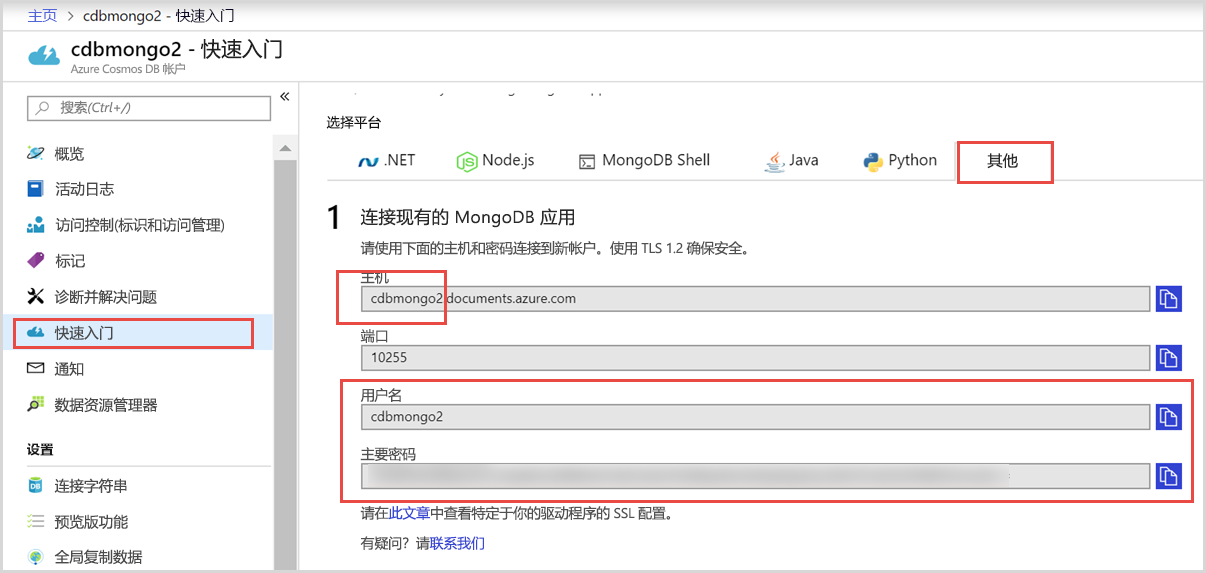 主页 > cdbmongo2 - 快速入门
cdbmongo2 - 快速入门
Azure Cosmos DB 帐户
搜索(Ctrl+/)
«
概览
活动日志
访问控制(标识和访问管理)
标记
诊断并解决问题
快速入门
通知
数据资源管理器
设置
连接字符串
预览版功能
全局复制数据
选择平台
.NET Node.js MongoDB Shell Java Python 其他
1 连接现有的 MongoDB 应用
请使用下面的主机和密码连接到新帐户。使用 TLS 1.2 确保安全。
主机
cdbmongo2.documents.azure.com
端口
10255
用户名
cdbmongo2
主要密码
请在此文章中查看特定于你的驱动程序的 SSL 配置。
有疑问？请联系我们